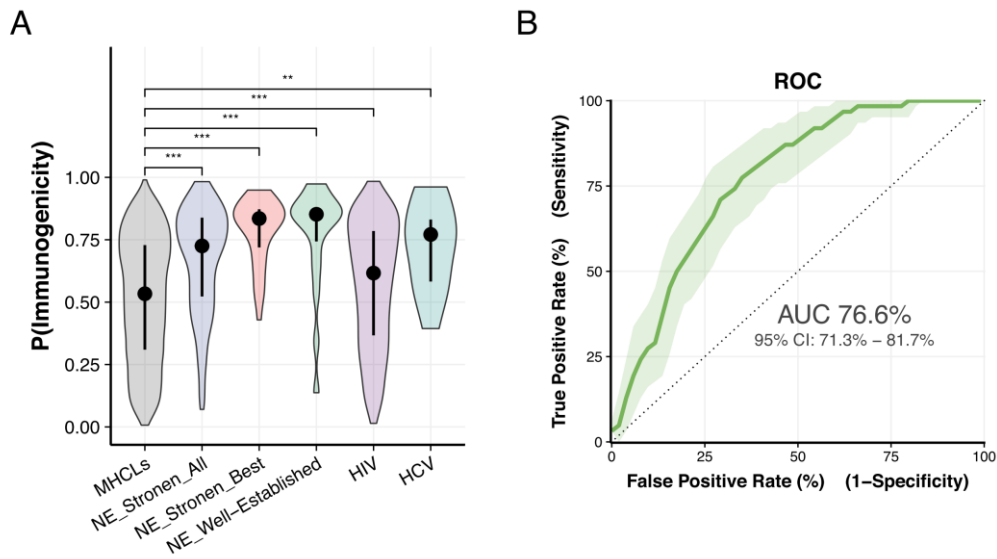 A
P(Immunogenicity)
**
***
***
***
***
1.00
0.75
0.50
0.25
0.00
MHCLs
NE_Stronen_All
NE_Stronen_Best
NE_Well−Established
HIV
HCV
B
ROC
True Positive Rate (%) (Sensitivity)
100
75
50
25
0
AUC 76.6%
95% CI: 71.3% − 81.7%
0 25 50 75 100
False Positive Rate (%) (1−Specificity)